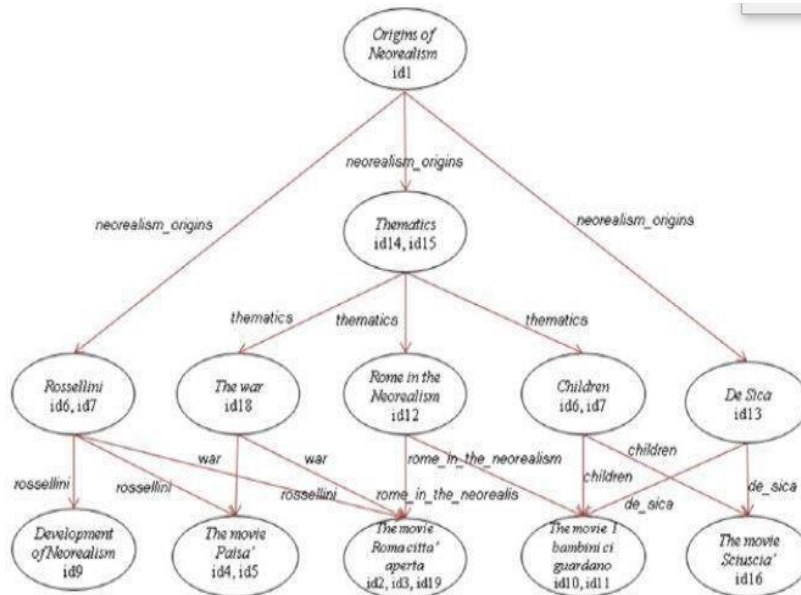 Origins of
Neorealism
id1
neorealism_origins
neorealism_origins
neorealism_origins
Thematics
id14, id15
thematics
thematics
thematics
Rossellini
id6, id7
The war
id18
Rome in the
Neorealism
id12
Children
id6, id7
De Sica
id13
war
war
rome_in_the_neorealism
children
rossellini
rossellini
rossellini
rome_in_the_neorealis
children
de_sica
de_sica
Development
of Neorealism
id9
The movie
Paisa'
id4, id5
The movie
Roma citta'
aperta
id2, id3, id19
The movie I
bambini ci
guardano
id10, id11
The movie
Sciuscia'
id16